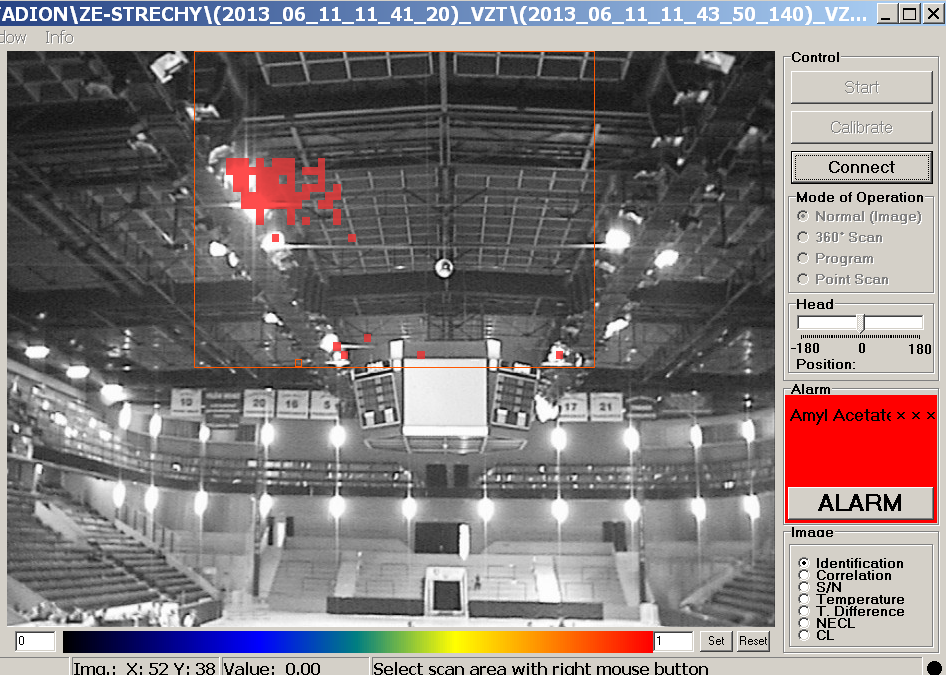 ADION\ZE-STRECHY\(2013_06_11_11_41_20)_VZT\(2013_06_11_11_43_50_140)_VZ...
dow Info
Control
Start
Calibrate
Connect
Mode of Operation
Normal (Image)
360° Scan
Program
Point Scan
Head
-180 0 180
Position:
Alarm
Amyl Acetate × × ×
ALARM
Image
Identification
Correlation
S/N
Temperature
T. Difference
NECL
CL
10 20 16 5 17 21
0 1 Set Reset
Img.: X: 52 Y: 38 Value: 0.00 Select scan area with right mouse button